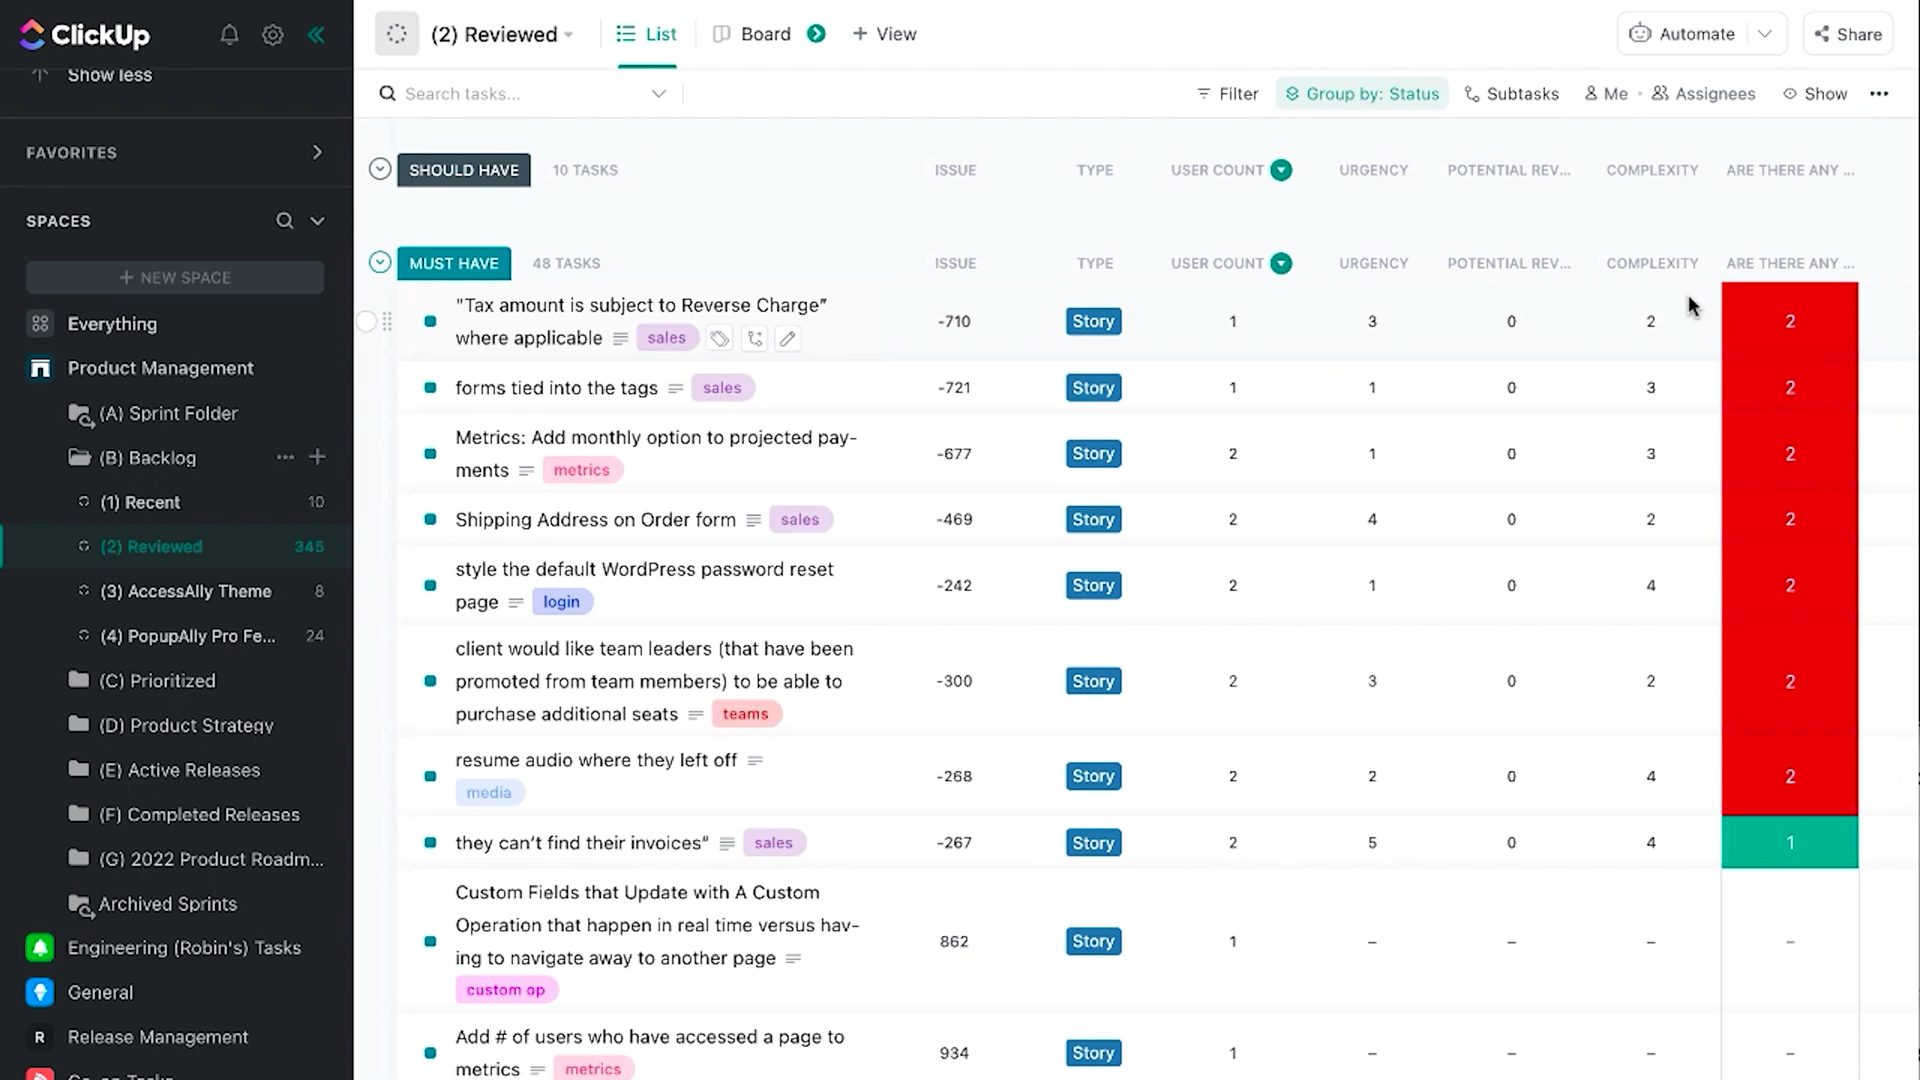 ClickUp
Show less
FAVORITES
SPACES
+ NEW SPACE
Everything
Product Management
(A) Sprint Folder
(B) Backlog
(1) Recent 10
(2) Reviewed 345
(3) AccessAlly Theme 8
(4) PopupAlly Pro Fe... 24
(C) Prioritized
(D) Product Strategy
(E) Active Releases
(F) Completed Releases
(G) 2022 Product Roadm...
Archived Sprints
Engineering (Robin's) Tasks
General
R Release Management
(2) Reviewed List Board + View Automate Share
Search tasks... Filter Group by: Status Subtasks Me Assignees Show
SHOULD HAVE 10 TASKS ISSUE TYPE USER COUNT URGENCY POTENTIAL REV... COMPLEXITY ARE THERE ANY ...
MUST HAVE 48 TASKS ISSUE TYPE USER COUNT URGENCY POTENTIAL REV... COMPLEXITY ARE THERE ANY ...
"Tax amount is subject to Reverse Charge”
where applicable sales -710 Story 1 3 0 2 2
forms tied into the tags sales -721 Story 1 1 0 3 2
Metrics: Add monthly option to projected pay-
ments metrics -677 Story 2 1 0 3 2
Shipping Address on Order form sales -469 Story 2 4 0 2 2
style the default WordPress password reset
page login -242 Story 2 1 0 4 2
client would like team leaders (that have been
promoted from team members) to be able to -300 Story 2 3 0 2 2
purchase additional seats teams
resume audio where they left off
media -268 Story 2 2 0 4 2
they can’t find their invoices" sales -267 Story 2 5 0 4 1
Custom Fields that Update with A Custom
Operation that happen in real time versus hav-
ing to navigate away to another page 862 Story 1 – – – –
custom op
Add # of users who have accessed a page to
metrics metrics 934 Story 1 – – – –